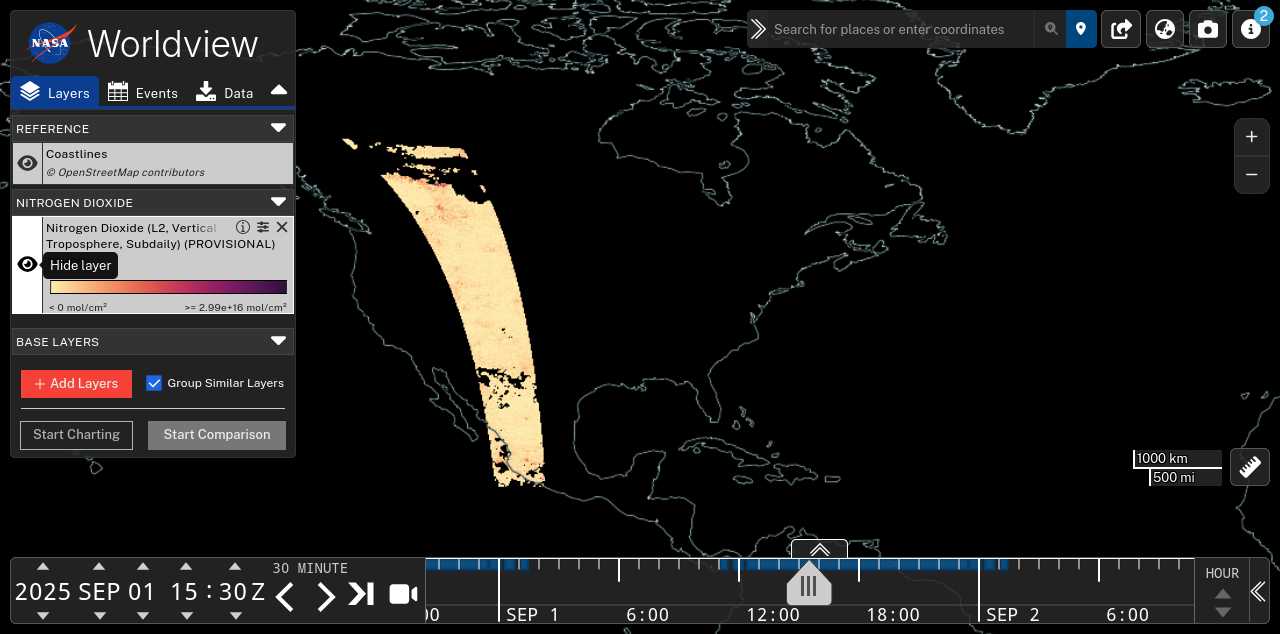 NASA
Worldview
Search for places or enter coordinates
2
Layers
Events
Data
REFERENCE
Coastlines
© OpenStreetMap contributors
NITROGEN DIOXIDE
Nitrogen Dioxide (L2, Vertical
Troposphere, Subdaily) (PROVISIONAL)
Hide layer
< 0 mol/cm²
>= 2.99e+16 mol/cm²
BASE LAYERS
+ Add Layers
Group Similar Layers
Start Charting
Start Comparison
+
−
1000 km
500 mi
2025 SEP 01 15 : 30 Z
30 MINUTE
00
SEP 1
6:00
12:00
18:00
SEP 2
6:00
HOUR